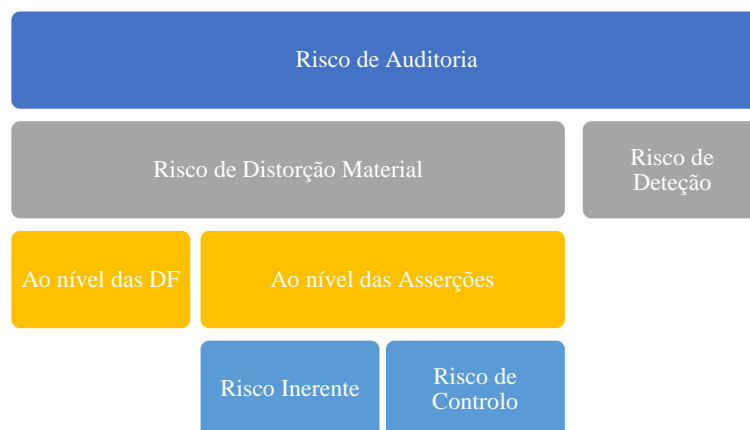 Risco de Auditoria
Risco de Distorção Material
Risco de
Deteção
Ao nível das DF
Ao nível das Asserções
Risco Inerente
Risco de
Controlo